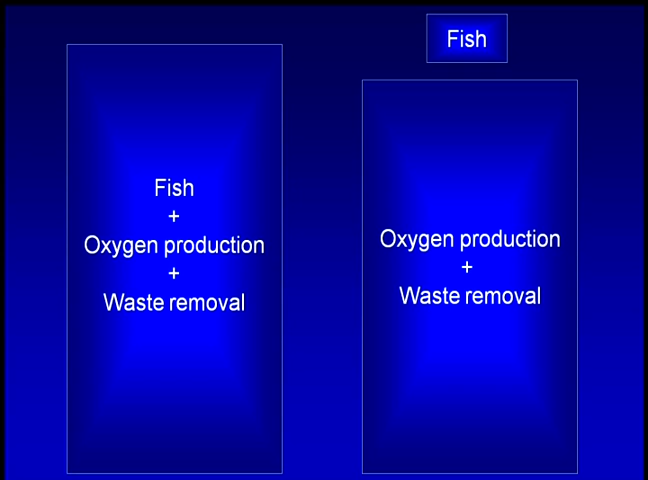 Fish
+
Oxygen production
+
Waste removal
Fish
Oxygen production
+
Waste removal